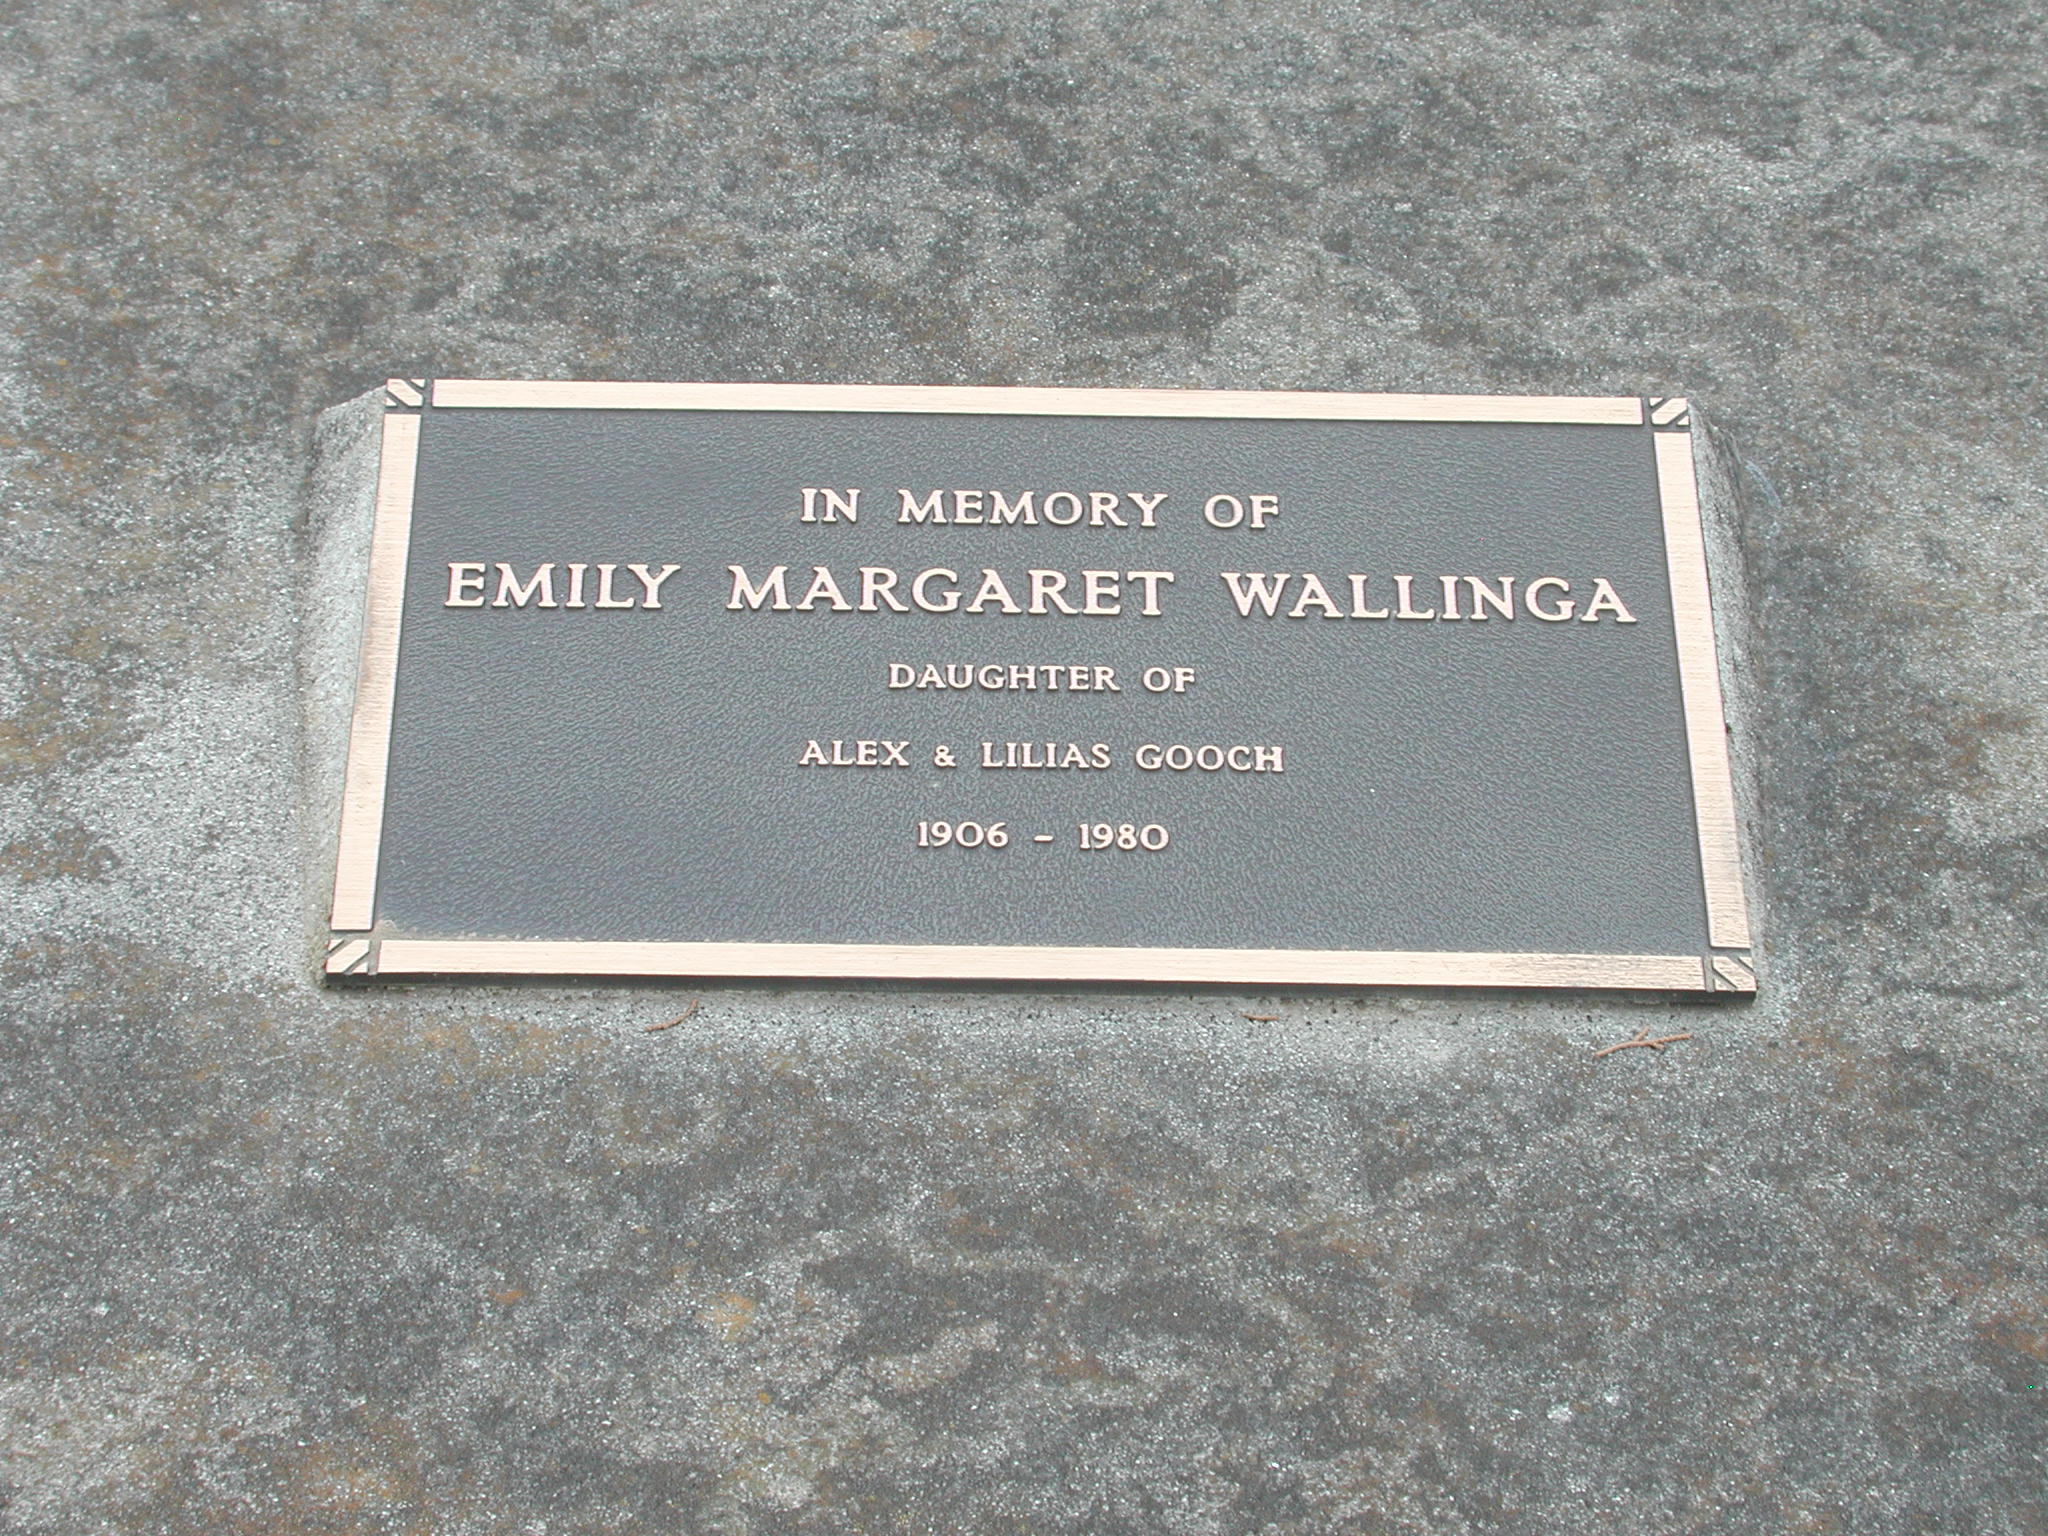 IN MEMORY OF
EMILY MARGARET WALLINGA
DAUGHTER OF
ALEX & LILIAS GOOCH
1906 - 1980